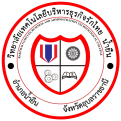 วิทยาลัยเทคโนโลยีบริหารธุรกิจรักไทย น้ำยืน
อำเภอน้ำยืน
จังหวัดอุบลราชธานี